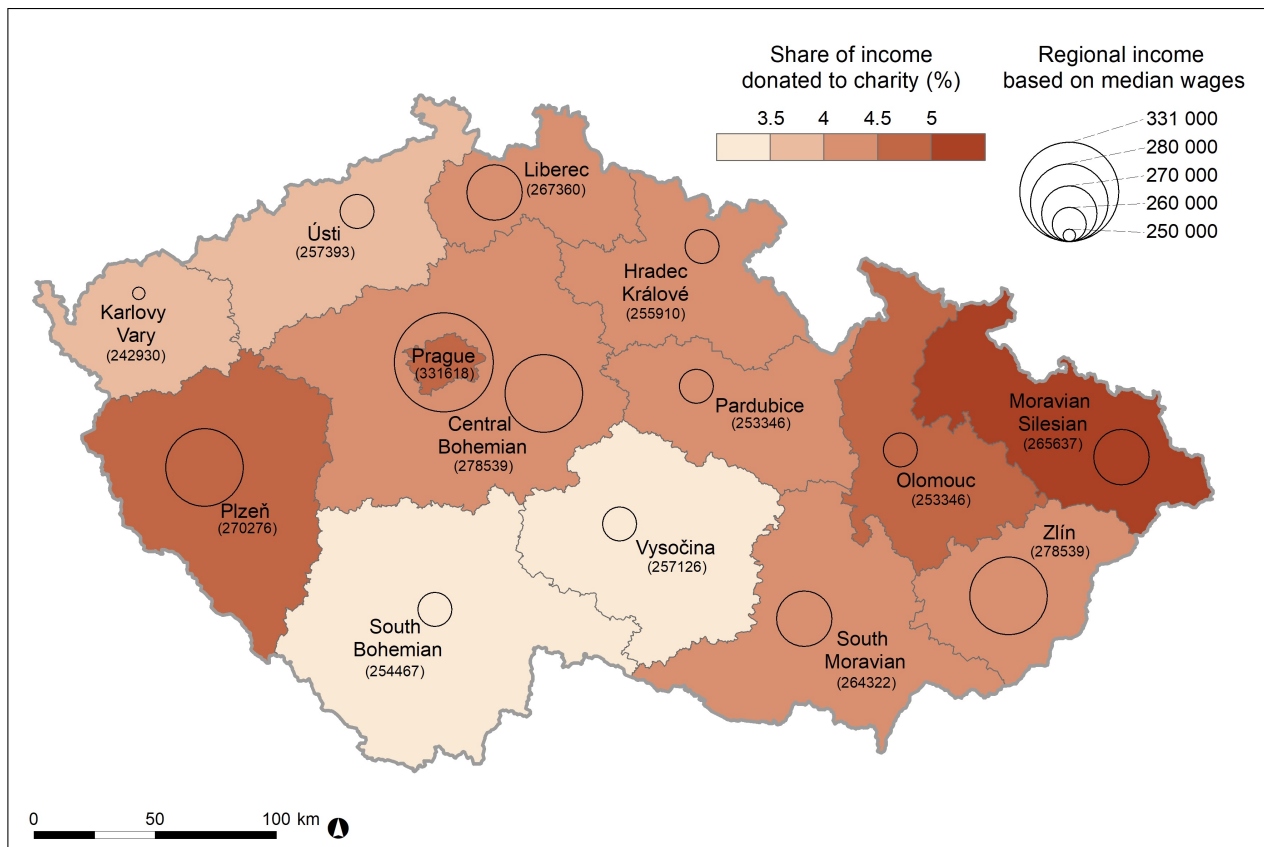 Share of income
donated to charity (%)
3.5 4 4.5 5
Regional income
based on median wages
331 000
280 000
270 000
260 000
250 000
Liberec
(267360)
Ústi
(257393)
Hradec
Králové
(255910)
Karlovy
Vary
(242930)
Prague
(331618)
Central
Bohemian
(278539)
Pardubice
(253346)
Moravian
Silesian
(265637)
Olomouc
(253346)
Plzeň
(270276)
Zlín
(278539)
Vysočina
(257126)
South
Bohemian
(254467)
South
Moravian
(264322)
0 50 100 km